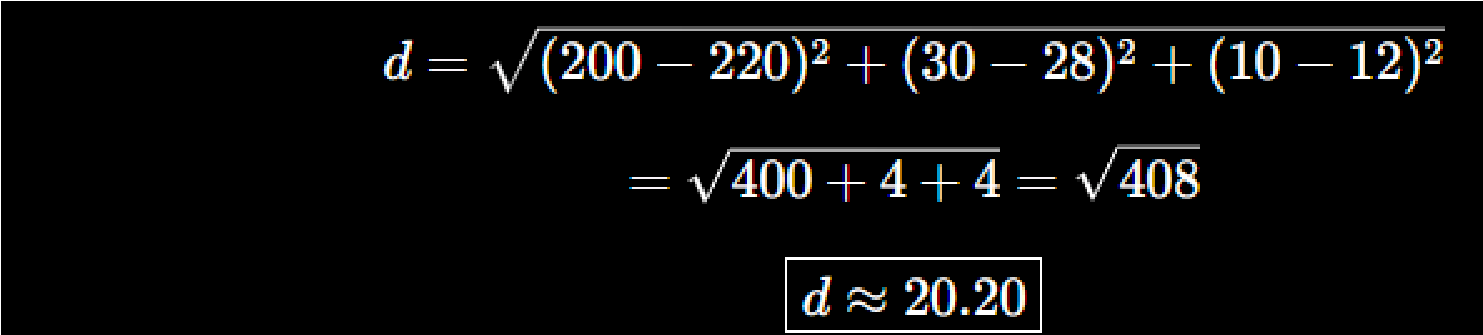 d = √(200 − 220)² + (30 − 28)² + (10 − 12)²
= √400 + 4 + 4 = √408
d ≈ 20.20